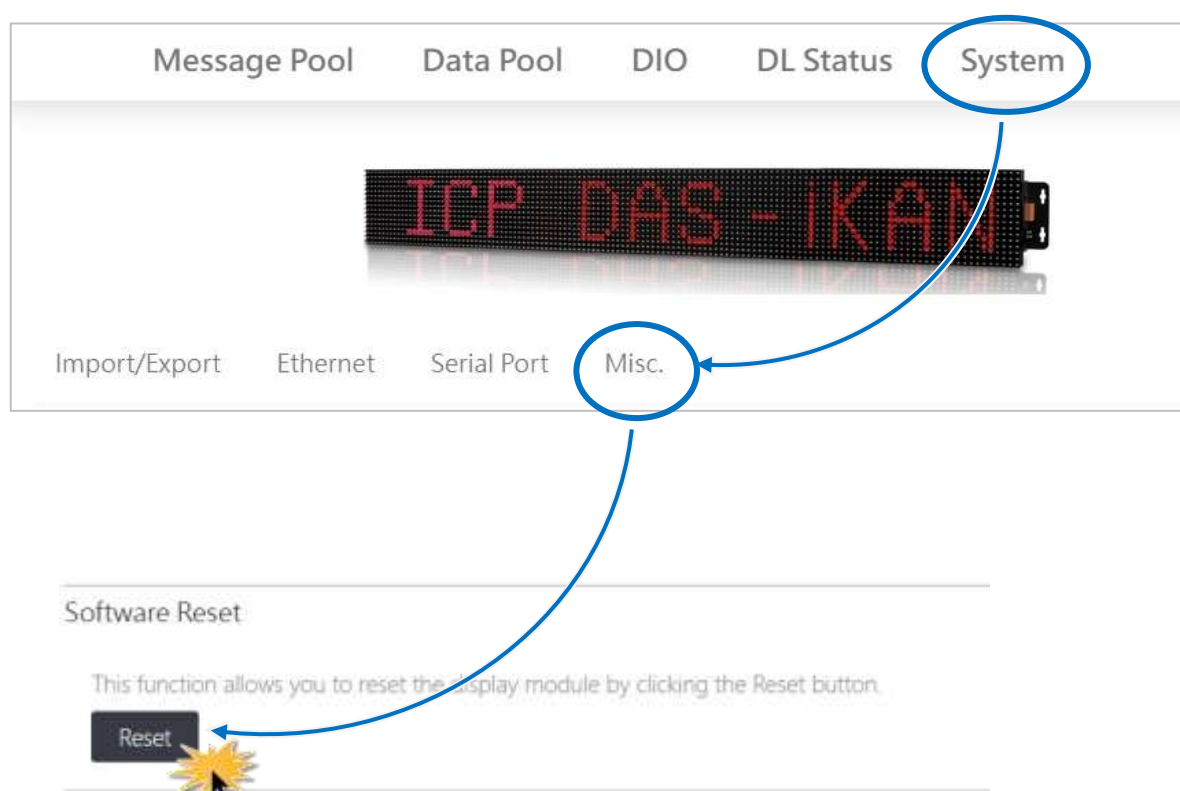 Message Pool Data Pool DIO DL Status System
ICP DAS - iKAN
Import/Export Ethernet Serial Port Misc.
Software Reset
This function allows you to reset the display module by clicking the Reset button.
Reset